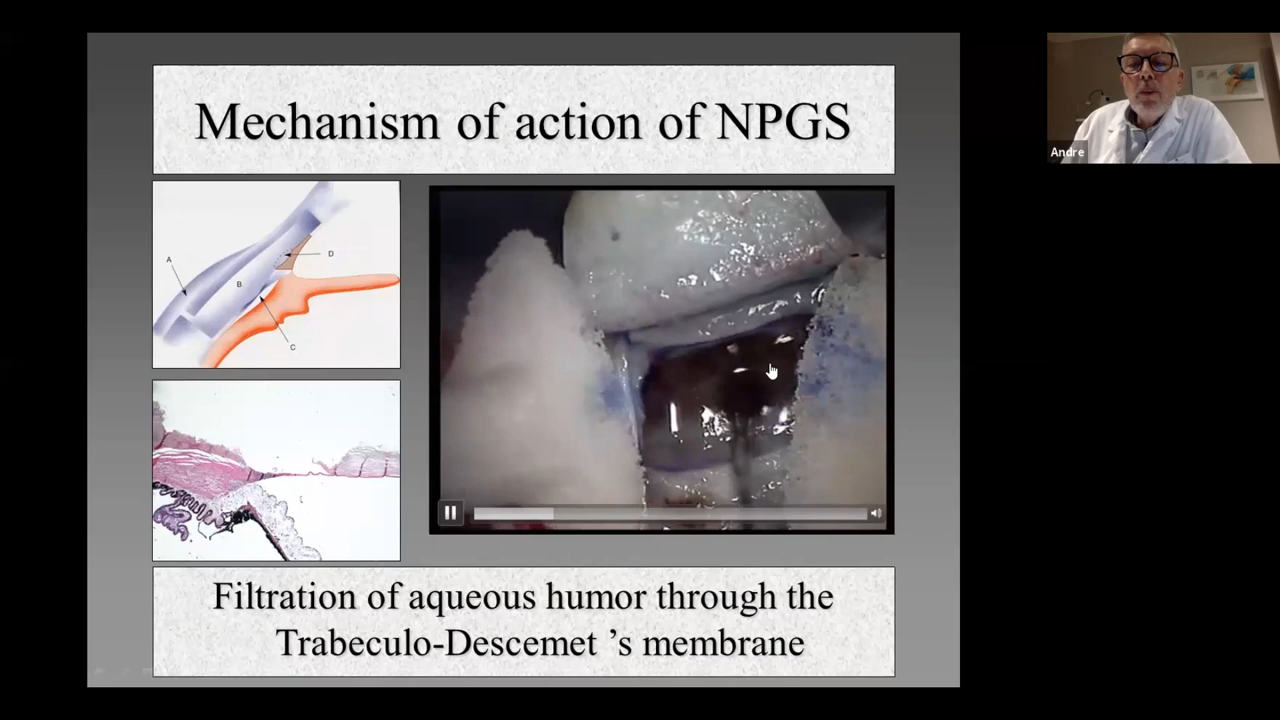 Mechanism of action of NPGS
Andre
A
B
C
D
Filtration of aqueous humor through the
Trabeculo-Descemet ’s membrane